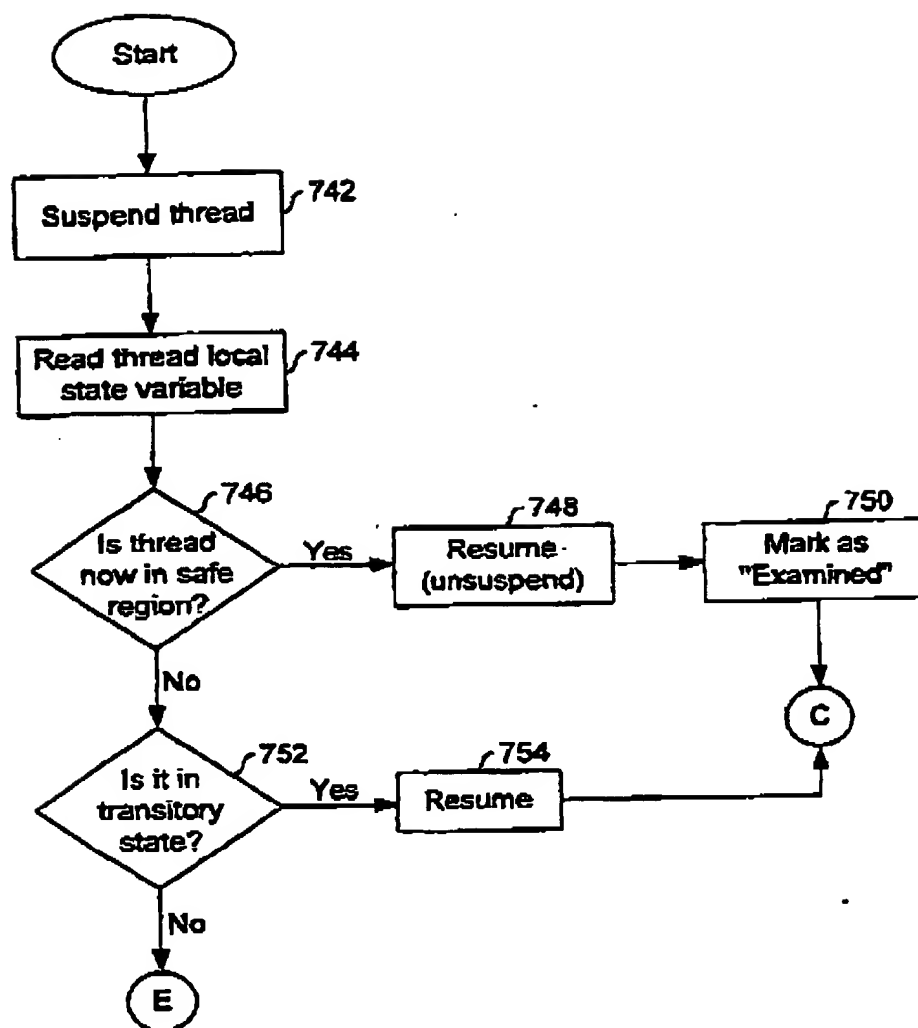 Start
742
Suspend thread
744
Read thread local
state variable
746
Is thread
now in safe
region?
Yes
748
Resume
(unsuspend)
750
Mark as
"Examined"
No
C
752
Is it in
transitory
state?
Yes
754
Resume
No
E